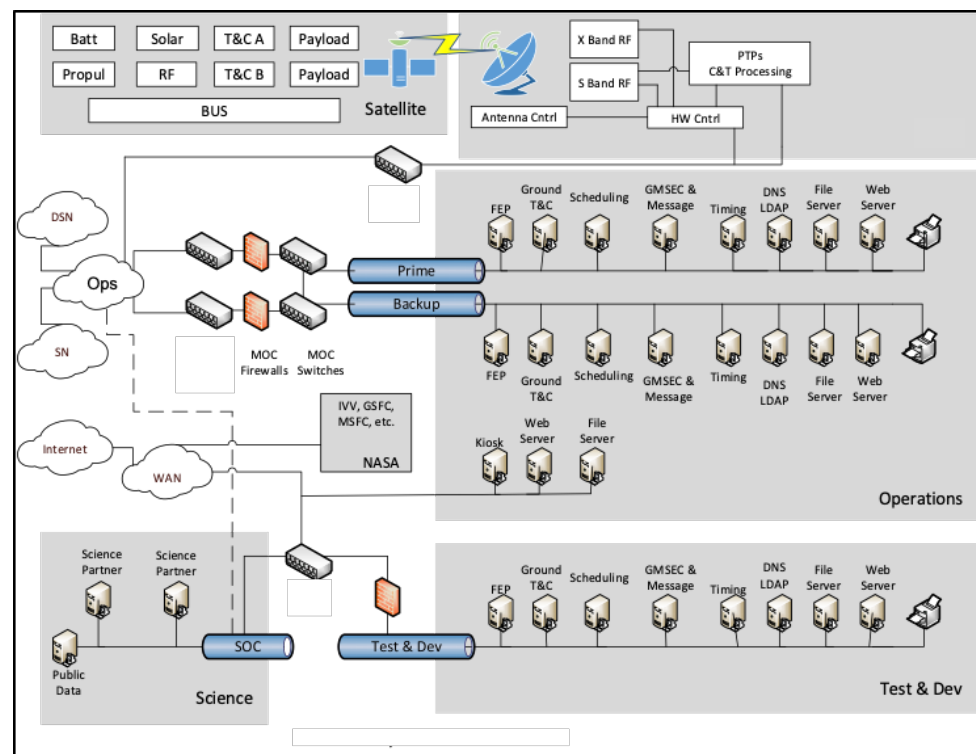 Batt
Solar
T&C A
Payload
Propul
RF
T&C B
Payload
BUS
Satellite
X Band RF
S Band RF
PTPs
C&T Processing
Antenna Cntrl
HW Cntrl
DSN
Ops
SN
MOC
Firewalls
MOC
Switches
Prime
Backup
FEP
Ground
T&C
Scheduling
GMSEC &
Message
Timing
DNS
LDAP
File
Server
Web
Server
FEP
Ground
T&C
Scheduling
GMSEC &
Message
Timing
DNS
LDAP
File
Server
Web
Server
Internet
WAN
IVV, GSFC,
MSFC, etc.
NASA
Kiosk
Web
Server
File
Server
Operations
Science
Partner
Science
Partner
Public
Data
SOC
Science
Test & Dev
FEP
Ground
T&C
Scheduling
GMSEC &
Message
Timing
DNS
LDAP
File
Server
Web
Server
Test & Dev